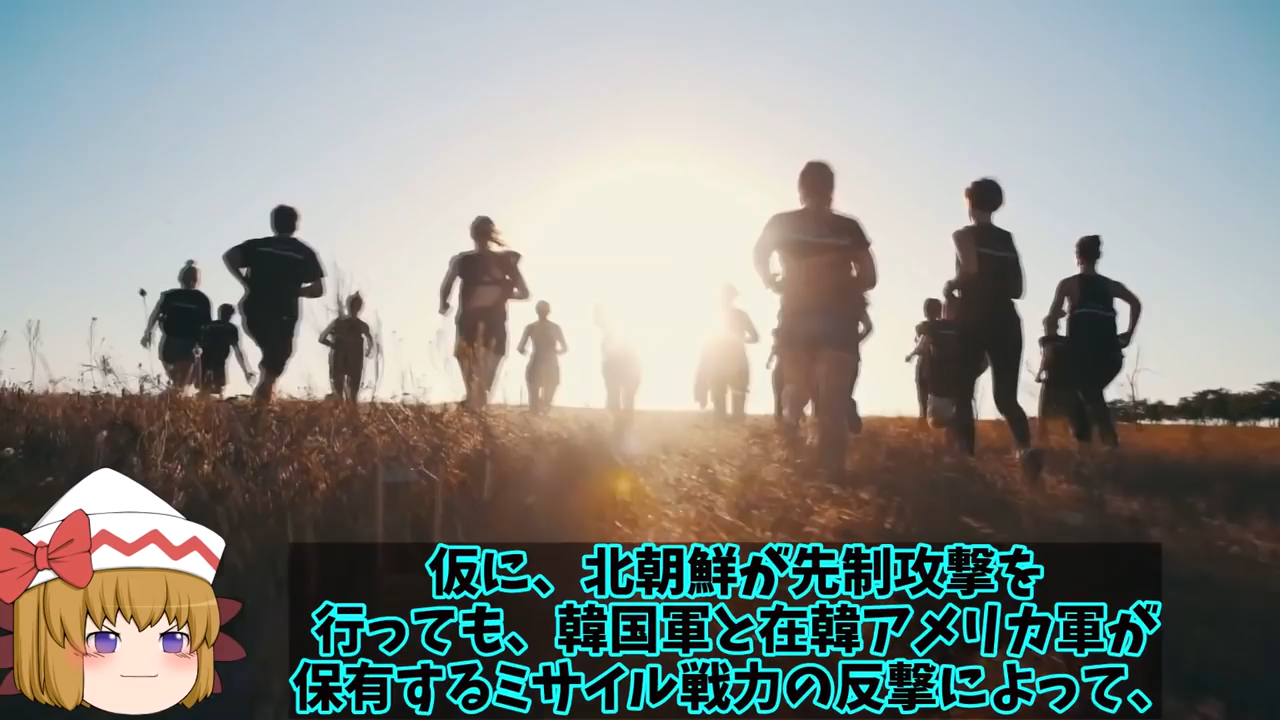 仮に、北朝鮮が先制攻撃を
行っても、韓国軍と在韓アメリカ軍が
保有するミサイル戦力の反撃によって、